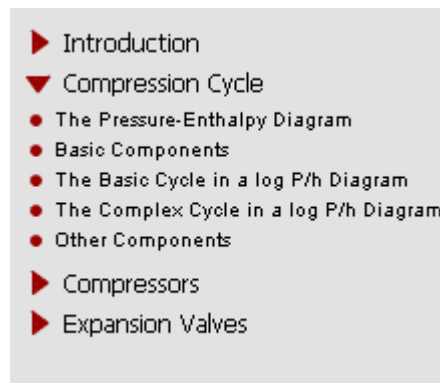 Introduction
Compression Cycle
The Pressure-Enthalpy Diagram
Basic Components
The Basic Cycle in a log P/h Diagram
The Complex Cycle in a log P/h Diagram
Other Components
Compressors
Expansion Valves